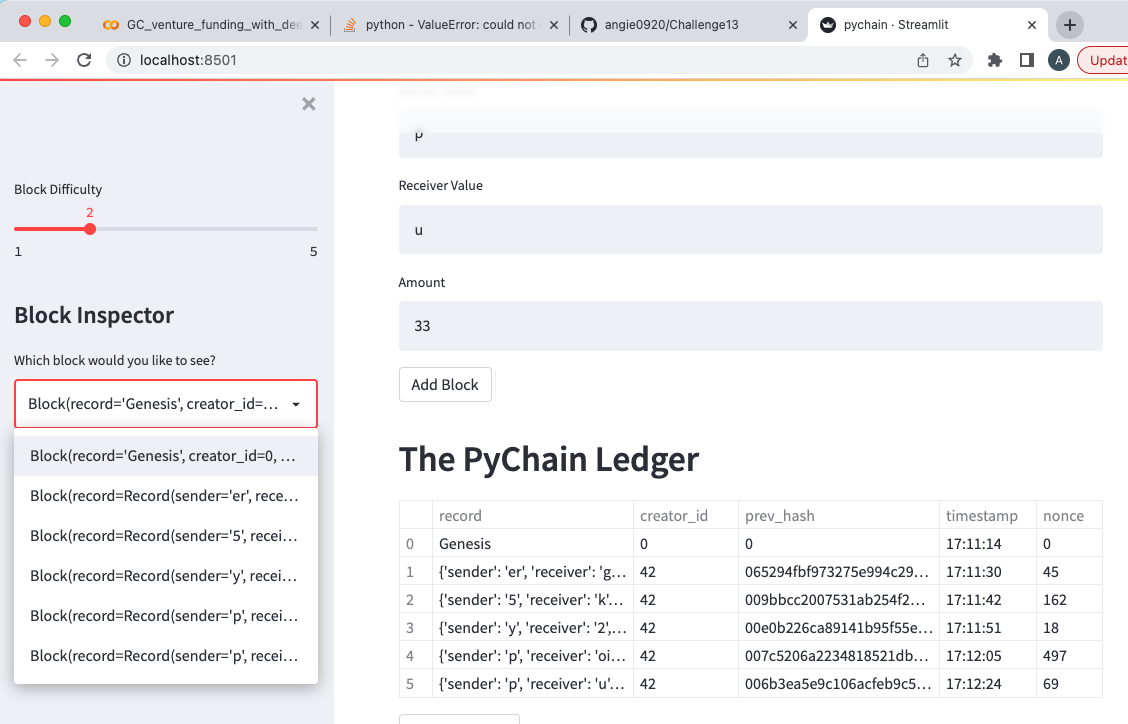 GC_venture_funding_with_dee
python - ValueError: could not
angie0920/Challenge13
pychain · Streamlit
localhost:8501
A
Updat
Block Difficulty
2
1
5
Block Inspector
Which block would you like to see?
Block(record='Genesis', creator_id=...
Block(record='Genesis', creator_id=0, ...
Block(record=Record(sender='er', rece...
Block(record=Record(sender='5', recei...
Block(record=Record(sender='y', recei...
Block(record=Record(sender='p', recei...
Block(record=Record(sender='p', recei...
p
Receiver Value
u
Amount
33
Add Block
The PyChain Ledger
record creator_id prev_hash timestamp nonce
0 Genesis 0 0 17:11:14 0
1 {'sender': 'er', 'receiver': 'g... 42 065294fbf973275e994c29... 17:11:30 45
2 {'sender': '5', 'receiver': 'k'... 42 009bbcc2007531ab254f2... 17:11:42 162
3 {'sender': 'y', 'receiver': '2',... 42 00e0b226ca89141b95f55e... 17:11:51 18
4 {'sender': 'p', 'receiver': 'oi... 42 007c5206a2234818521db... 17:12:05 497
5 {'sender': 'p', 'receiver': 'u'... 42 006b3ea5e9c106acfeb9c5... 17:12:24 69